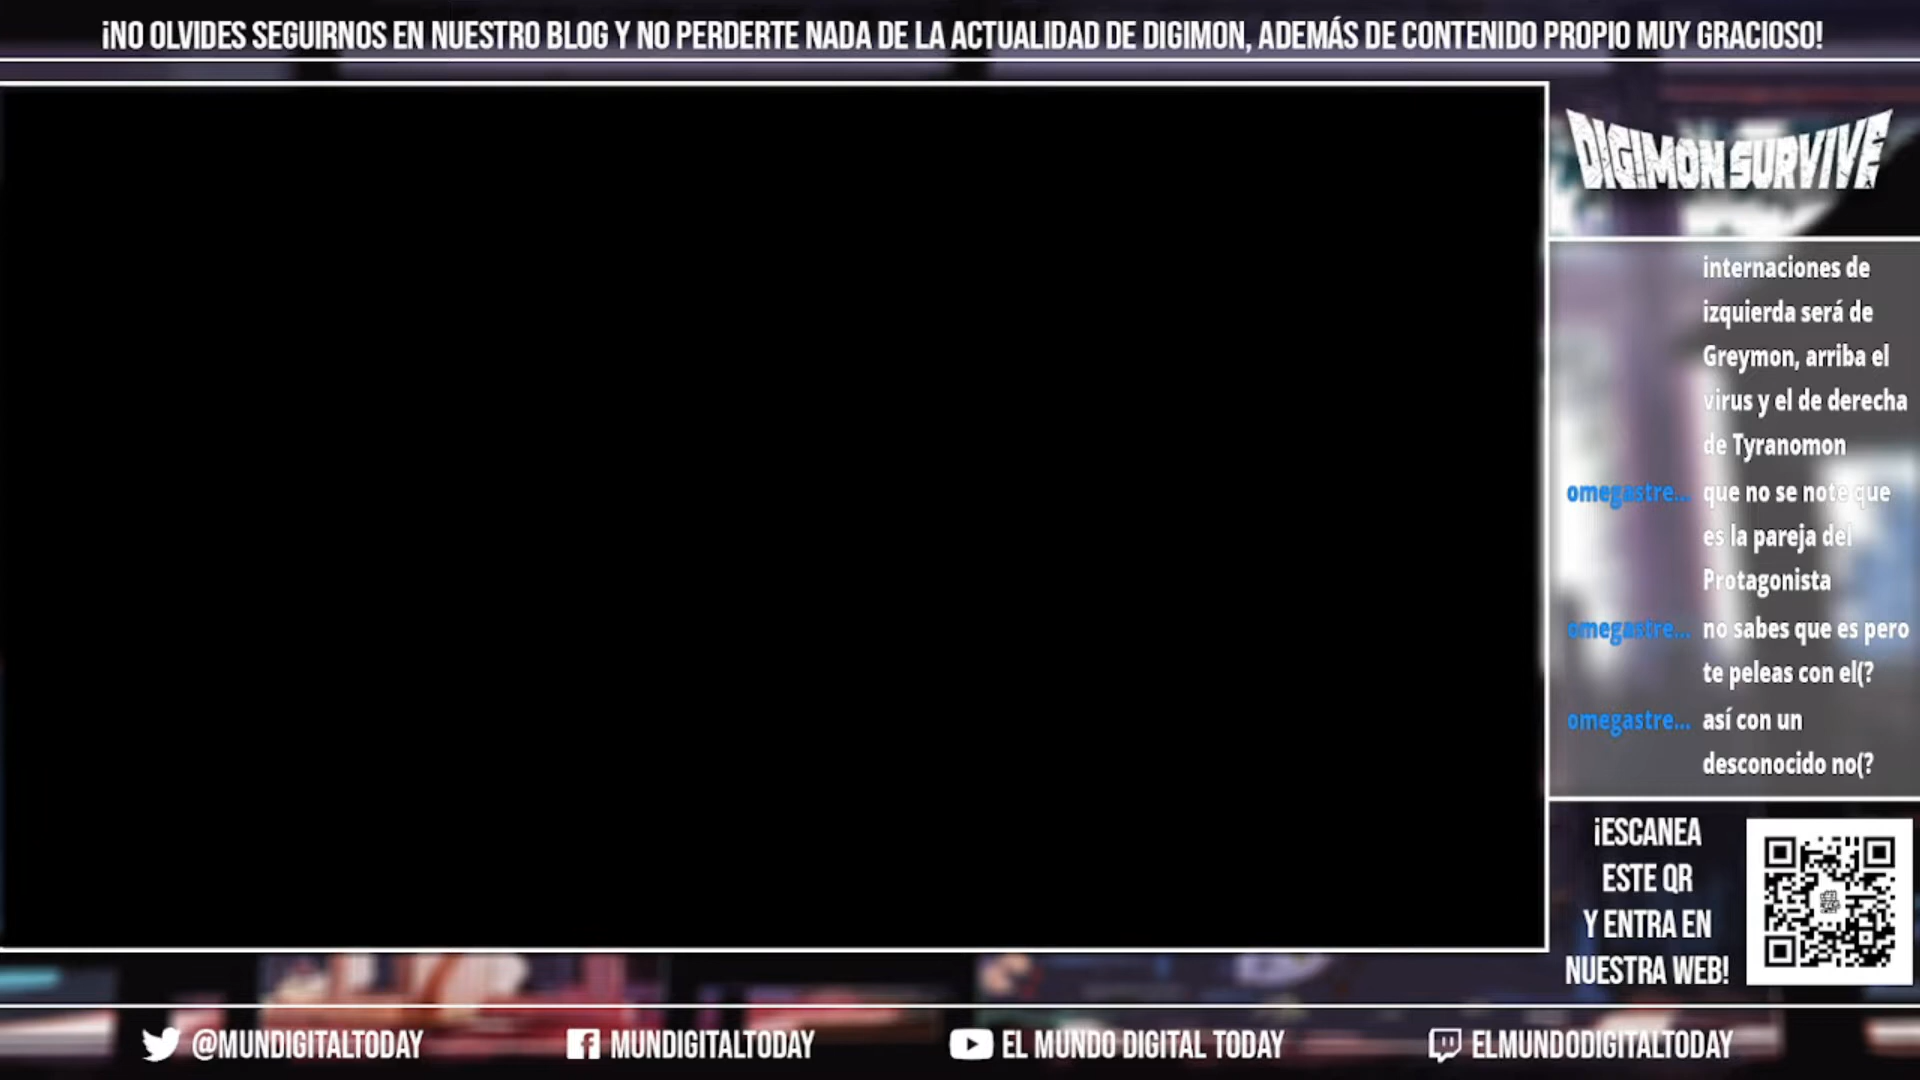 ¡NO OLVIDES SEGUIRNOS EN NUESTRO BLOG Y NO PERDERTE NADA DE LA ACTUALIDAD DE DIGIMON, ADEMÁS DE CONTENIDO PROPIO MUY GRACIOSO!
DIGIMON SURVIVE
internaciones de
izquierda será de
Greymon, arriba el
virus y el de derecha
de Tyranomon
omegastre... que no se note que
es la pareja del
Protagonista
omegastre... no sabes que es pero
te peleas con el(?
omegastre... así con un
desconocido no(?
¡ESCANEA
ESTE QR
Y ENTRA EN
NUESTRA WEB!
@MUNDIGITALTODAY MUNDIGITALTODAY EL MUNDO DIGITAL TODAY ELMUNDODIGITALTODAY